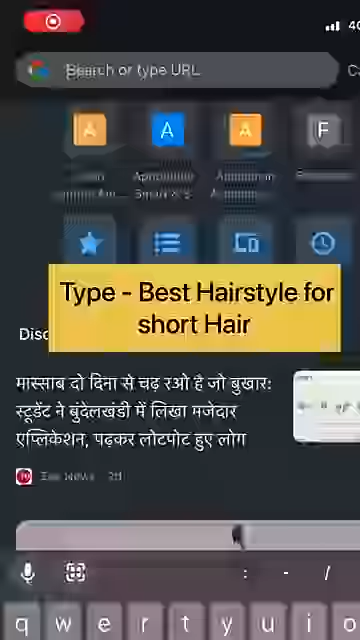 Search or type URL
A
A
A
F
Type - Best Hairstyle for
short Hair
Disc
मास्साब दो दिना से चढ़ रओ है जो बुखार:
स्टूडेंट ने बुंदेलखंडी में लिखा मजेदार
एप्लिकेशन, पढ़कर लोटपोट हुए लोग
: - /
q w e r t y u i o